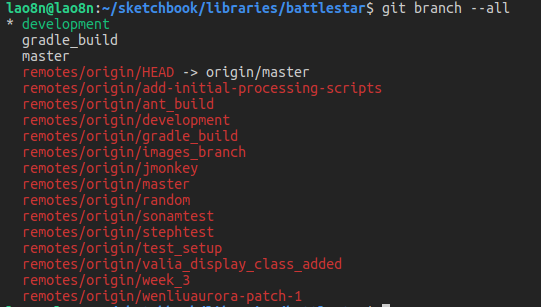 lao8n@lao8n:~/sketchbook/libraries/battlestar$ git branch --all
* development
gradle_build
master
remotes/origin/HEAD -> origin/master
remotes/origin/add-initial-processing-scripts
remotes/origin/ant_build
remotes/origin/development
remotes/origin/gradle_build
remotes/origin/images_branch
remotes/origin/jmonkey
remotes/origin/master
remotes/origin/random
remotes/origin/sonamtest
remotes/origin/stephtest
remotes/origin/test_setup
remotes/origin/valia_display_class_added
remotes/origin/week_3
remotes/origin/wenliuaurora-patch-1